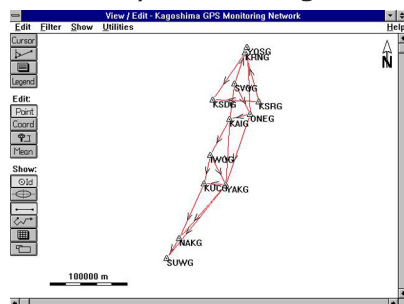 View / Edit - Kagoshima GPS Monitoring Network
Edit Filter Show Utilities Help
Cursor
Legend
Edit:
Point
Coord
Mean
Show:
Id
N
YOSG
KRNG
SVOG
KSDG
KSRG
ONEG
KAIG
IWOG
KUCG
YAKG
NAKG
SUWG
100000 m